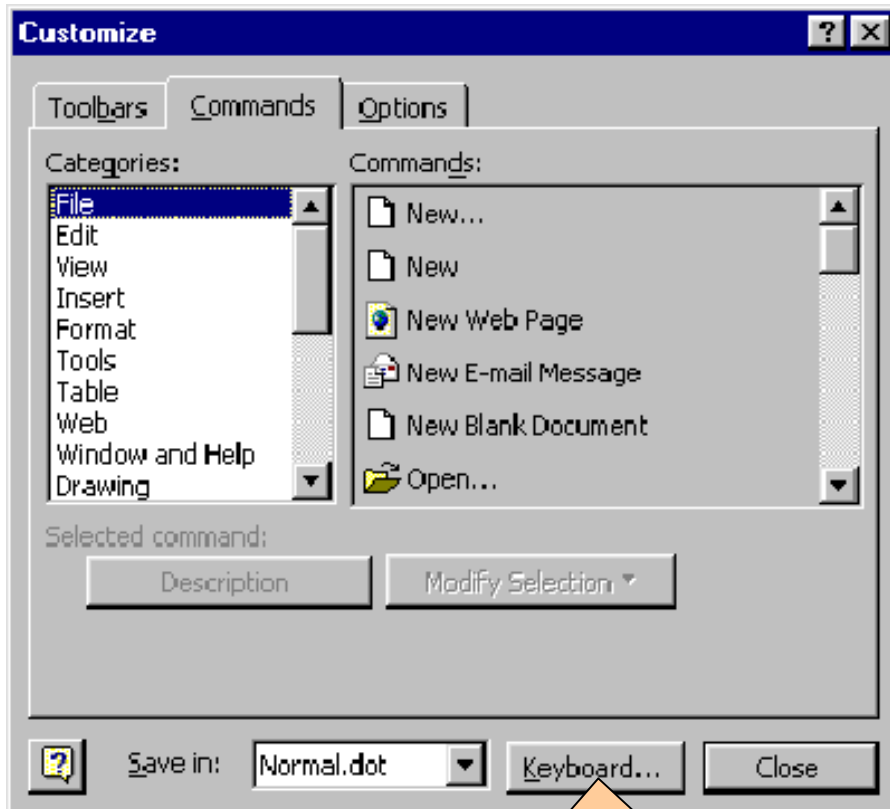 Customize
Toolbars Commands Options
Categories: Commands:
File
Edit
View
Insert
Format
Tools
Table
Web
Window and Help
Drawing
New...
New
New Web Page
New E-mail Message
New Blank Document
Open...
Selected command:
Description Modify Selection
Save in: Normal.dot Keyboard... Close